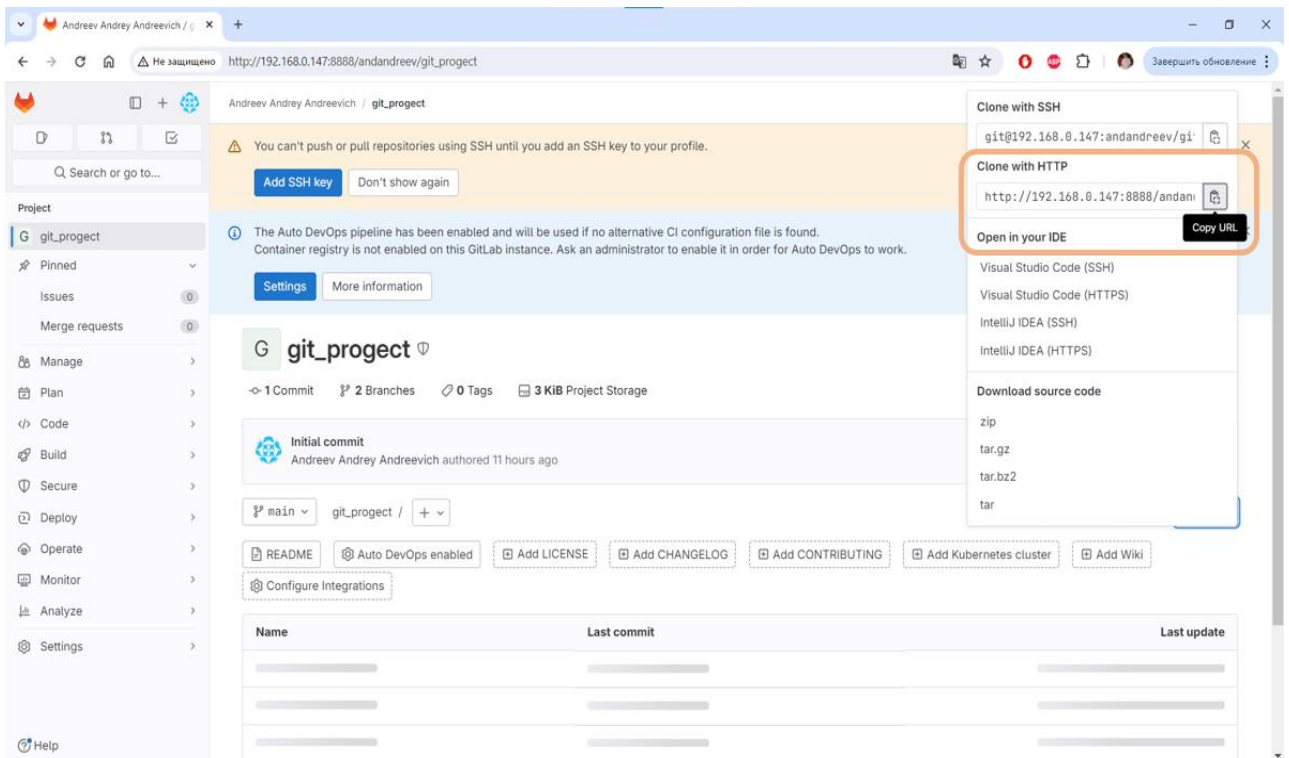 Andreev Andrey Andreevich / g
Не защищено
http://192.168.0.147:8888/andandreev/git_progect
ABP
Завершить обновление
Search or go to...
Project
G git_progect
Pinned
Issues 0
Merge requests 0
Manage
Plan
Code
Build
Secure
Deploy
Operate
Monitor
Analyze
Settings
Help
Andreev Andrey Andreevich / git_progect
You can't push or pull repositories using SSH until you add an SSH key to your profile.
Add SSH key Don't show again
The Auto DevOps pipeline has been enabled and will be used if no alternative CI configuration file is found.
Container registry is not enabled on this GitLab instance. Ask an administrator to enable it in order for Auto DevOps to work.
Settings More information
G git_progect
1 Commit 2 Branches 0 Tags 3 KiB Project Storage
Initial commit
Andreev Andrey Andreevich authored 11 hours ago
main git_progect / +
README Auto DevOps enabled Add LICENSE Add CHANGELOG Add CONTRIBUTING Add Kubernetes cluster Add Wiki
Configure Integrations
Name Last commit Last update
Clone with SSH
git@192.168.0.147:andandreev/gi
Clone with HTTP
http://192.168.0.147:8888/andan
Copy URL
Open in your IDE
Visual Studio Code (SSH)
Visual Studio Code (HTTPS)
IntelliJ IDEA (SSH)
IntelliJ IDEA (HTTPS)
Download source code
zip
tar.gz
tar.bz2
tar